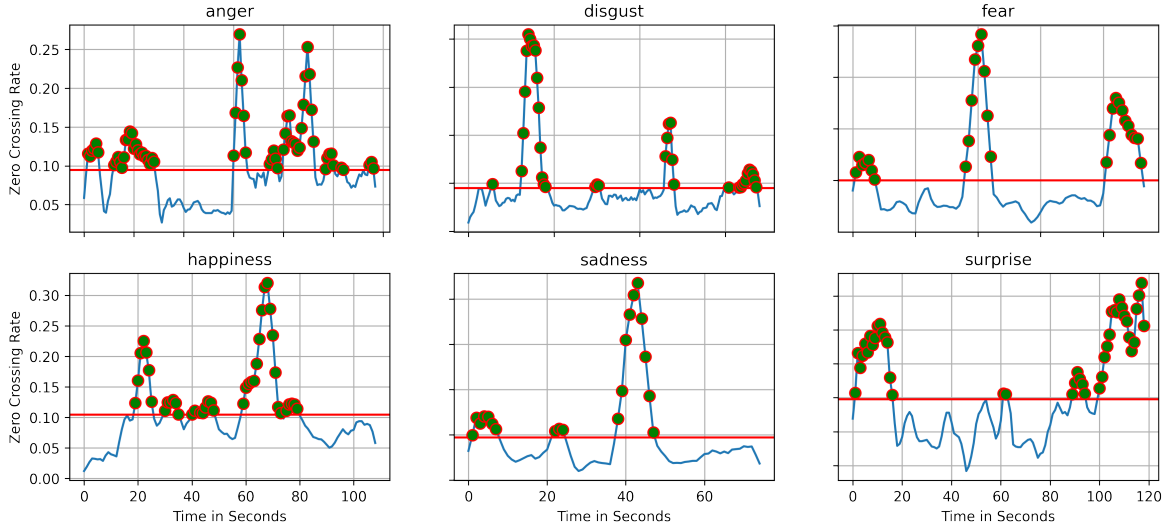 anger disgust fear
Zero Crossing Rate
0.25
0.20
0.15
0.10
0.05
happiness sadness surprise
Zero Crossing Rate
0.30
0.25
0.20
0.15
0.10
0.05
0.00
0 20 40 60 80 100 0 20 40 60 0 20 40 60 80 100 120
Time in Seconds Time in Seconds Time in Seconds